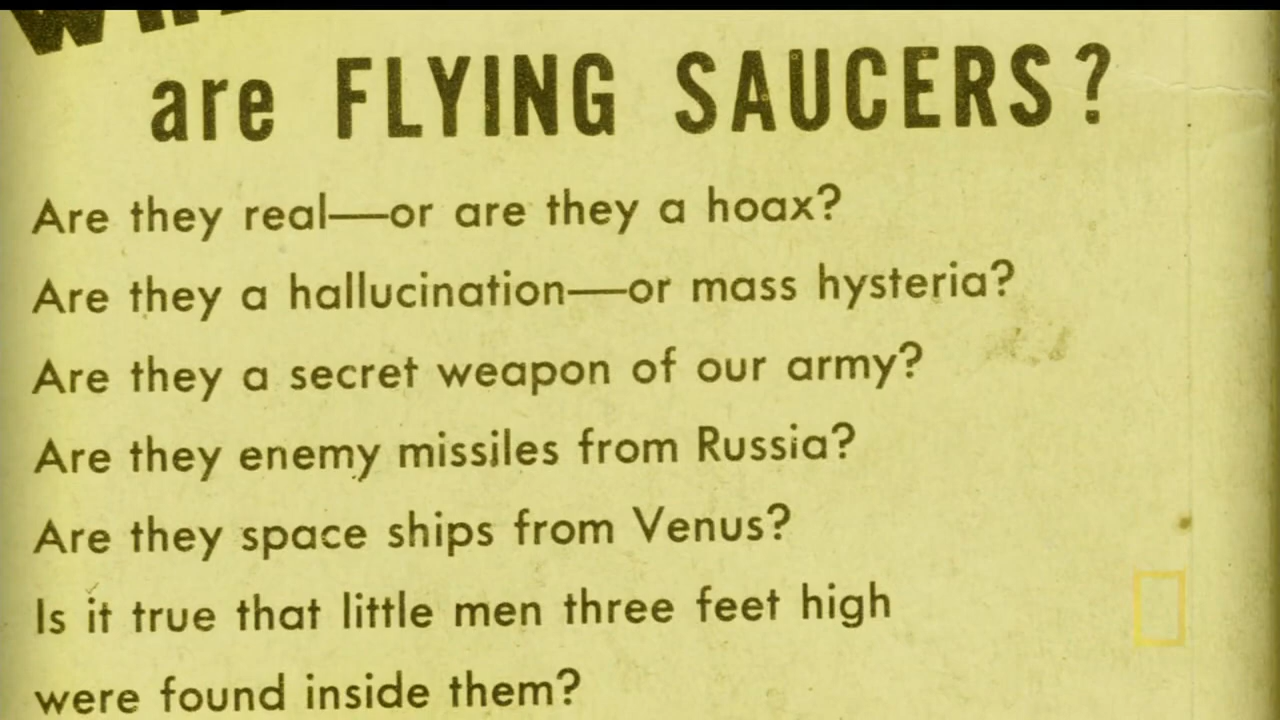 are FLYING SAUCERS?
Are they real—or are they a hoax?
Are they a hallucination—or mass hysteria?
Are they a secret weapon of our army?
Are they enemy missiles from Russia?
Are they space ships from Venus?
Is it true that little men three feet high
were found inside them?